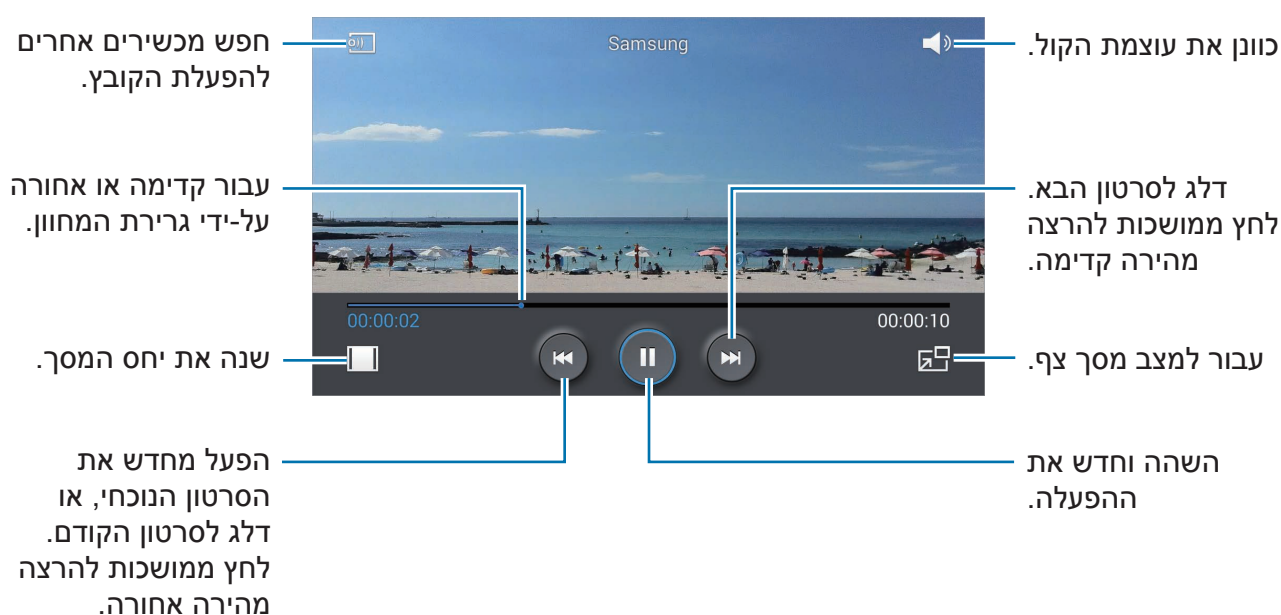 חפש מכשירים אחרים
להפעלת הקובץ.
Samsung
כוונן את עוצמת הקול.
עבור קדימה או אחורה
על-ידי גרירת המחוון.
דלג לסרטון הבא.
לחץ ממושכות להרצה
מהירה קדימה.
00:00:02
00:00:10
שנה את יחס המסך.
עבור למצב מסך צף.
הפעל מחדש את
הסרטון הנוכחי, או
דלג לסרטון הקודם.
לחץ ממושכות להרצה
מהירה אחורה.
השהה וחדש את
ההפעלה.